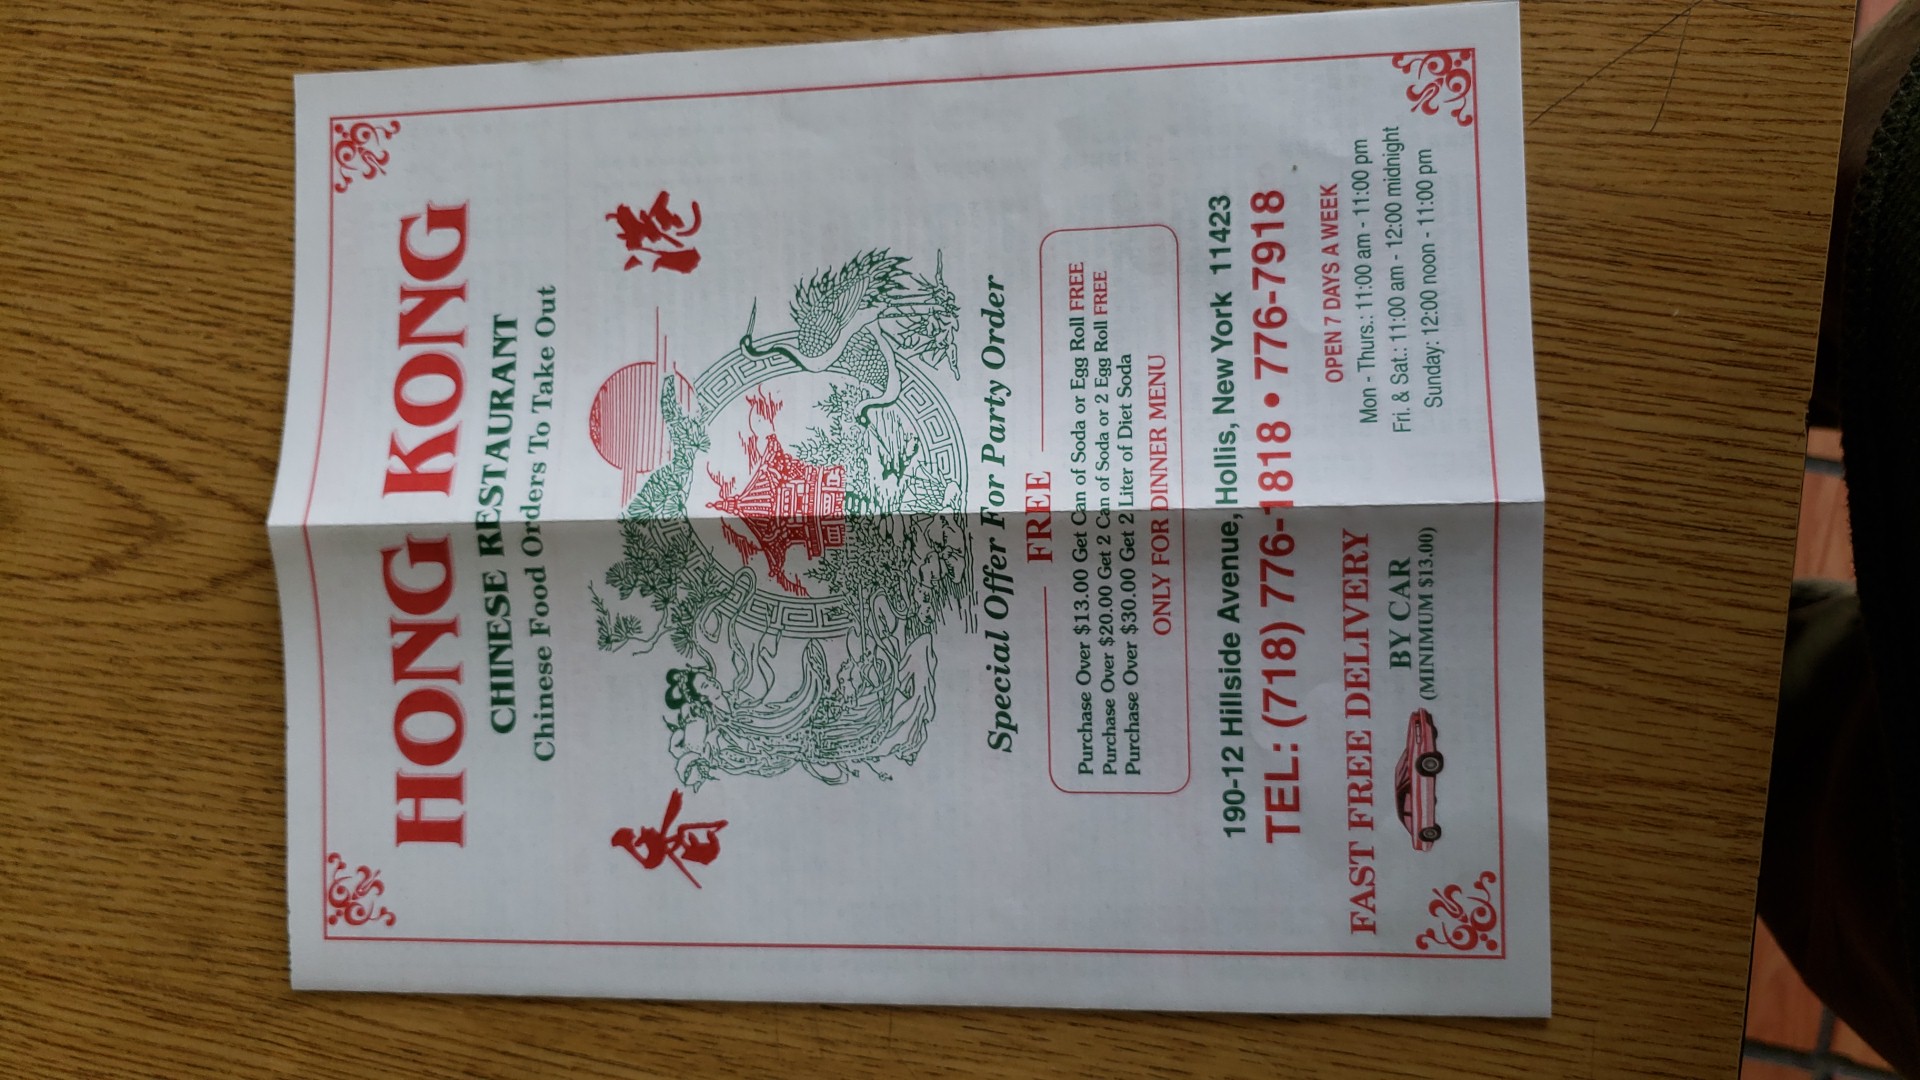 HONG KONG
CHINESE RESTAURANT
Chinese Food Orders To Take Out
香 港
Special Offer For Party Order
FREE
Purchase Over $13.00 Get Can of Soda or Egg Roll FREE
Purchase Over $20.00 Get 2 Can of Soda or 2 Egg Roll FREE
Purchase Over $30.00 Get 2 Liter of Diet Soda
ONLY FOR DINNER MENU
190-12 Hillside Avenue, Hollis, New York 11423
TEL: (718) 776-1818 • 776-7918
FAST FREE DELIVERY
BY CAR
(MINIMUM $13.00)
OPEN 7 DAYS A WEEK
Mon - Thurs.: 11:00 am - 11:00 pm
Fri. & Sat.: 11:00 am - 12:00 midnight
Sunday: 12:00 noon - 11:00 pm